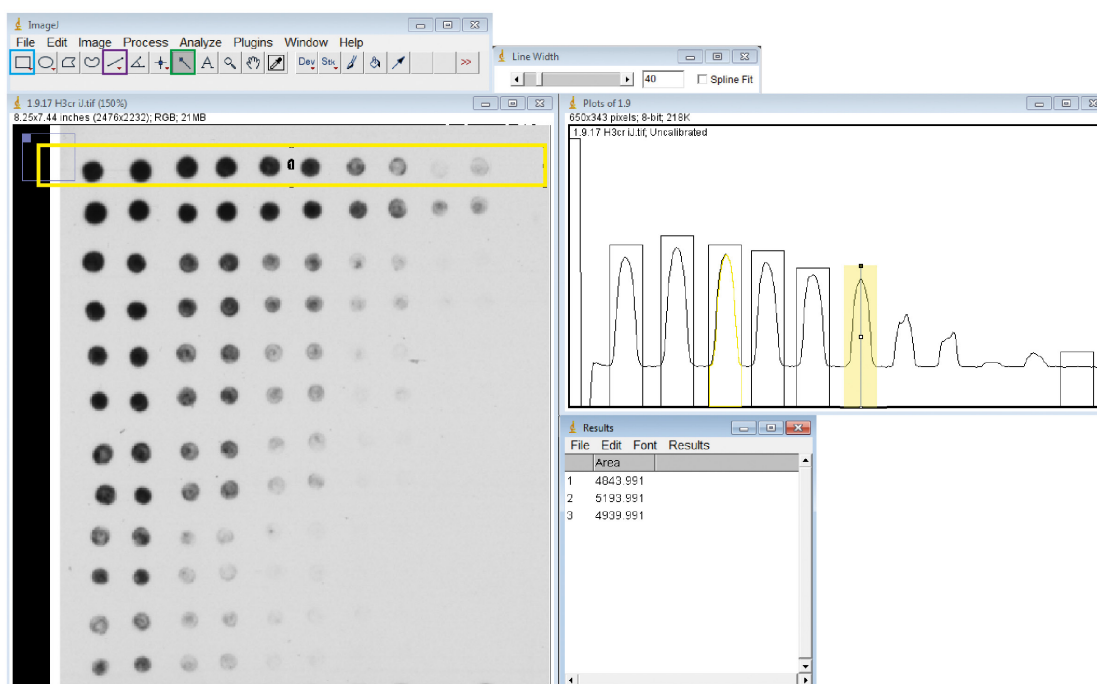 ImageJ
File Edit Image Process Analyze Plugins Window Help
A Dev Stk >>
Line Width
40 Spline Fit
1.9.17 H3cr iJ.tif (150%)
8.25x7.44 inches (2476x2232); RGB; 21MB
1
Plots of 1.9
650x343 pixels; 8-bit; 218K
1.9.17 H3cr iJ.tif; Uncalibrated
Results
File Edit Font Results
Area
1 4843.991
2 5193.991
3 4939.991